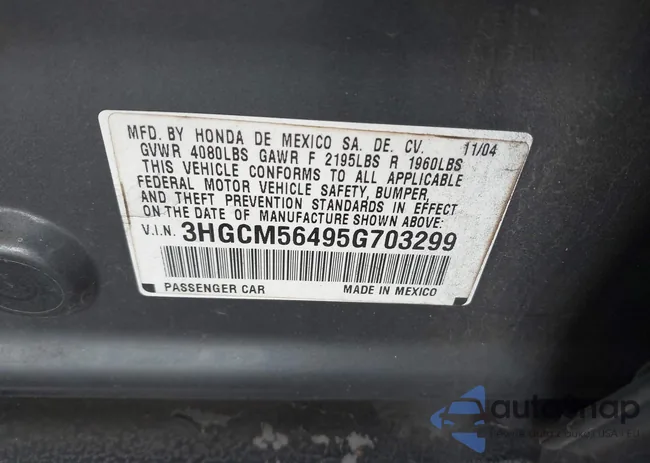 MFD. BY HONDA DE MEXICO SA. DE. CV. 11/04
GVWR 4080LBS GAWR F 2195LBS R 1960LBS
THIS VEHICLE CONFORMS TO ALL APPLICABLE
FEDERAL MOTOR VEHICLE SAFETY, BUMPER,
AND THEFT PREVENTION STANDARDS IN EFFECT
ON THE DATE OF MANUFACTURE SHOWN ABOVE.
V.I.N. 3HGCM56495G703299
PASSENGER CAR MADE IN MEXICO
autosnap